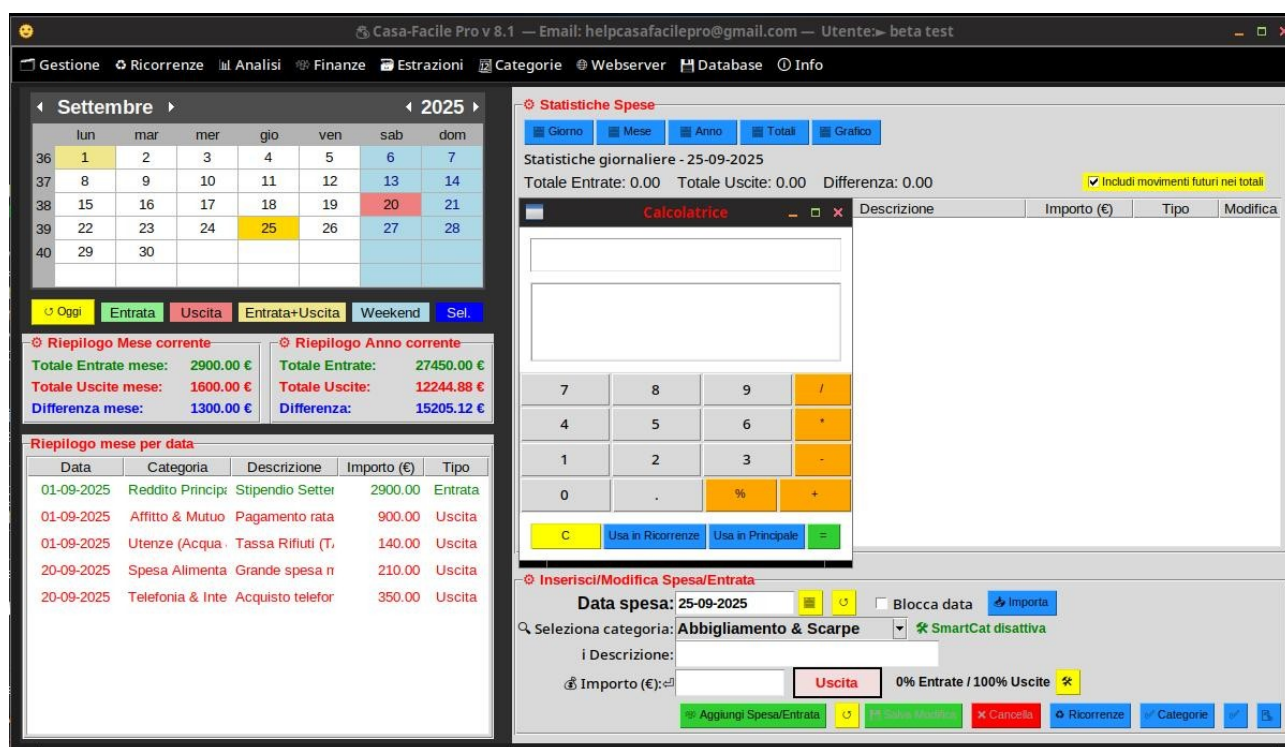 Casa-Facile Pro v 8.1 — Email: helpcasafacilepro@gmail.com — Utente:► beta test
Gestione Ricorrenze Analisi Finanze Estrazioni Categorie Webserver Database Info
Settembre 2025
lun mar mer gio ven sab dom
36 1 2 3 4 5 6 7
37 8 9 10 11 12 13 14
38 15 16 17 18 19 20 21
39 22 23 24 25 26 27 28
40 29 30
Oggi Entrata Uscita Entrata+Uscita Weekend Sel.
Riepilogo Mese corrente
Totale Entrate mese: 2900.00 €
Totale Uscite mese: 1600.00 €
Differenza mese: 1300.00 €
Riepilogo Anno corrente
Totale Entrate: 27450.00 €
Totale Uscite: 12244.88 €
Differenza: 15205.12 €
Riepilogo mese per data
Data Categoria Descrizione Importo (€) Tipo
01-09-2025 Reddito Principa Stipendio Setter 2900.00 Entrata
01-09-2025 Affitto & Mutuo Pagamento rata 900.00 Uscita
01-09-2025 Utenze (Acqua Tassa Rifiuti (T 140.00 Uscita
20-09-2025 Spesa Alimenta Grande spesa 210.00 Uscita
20-09-2025 Telefonia & Inte Acquisto telefor 350.00 Uscita
Statistiche Spese
Giorno Mese Anno Totali Grafico
Statistiche giornaliere - 25-09-2025
Totale Entrate: 0.00 Totale Uscite: 0.00 Differenza: 0.00
Includi movimenti futuri nei totali
Descrizione Importo (€) Tipo Modifica
Calcolatrice
7 8 9 /
4 5 6 *
1 2 3 -
0 . % +
C Usa in Ricorrenze Usa in Principale =
Inserisci/Modifica Spesa/Entrata
Data spesa: 25-09-2025 Blocca data Importa
Seleziona categoria: Abbigliamento & Scarpe SmartCat disattiva
i Descrizione:
Importo (€):⏎ Uscita 0% Entrate / 100% Uscite
Aggiungi Spesa/Entrata Salva Modifica Cancella Ricorrenze Categorie